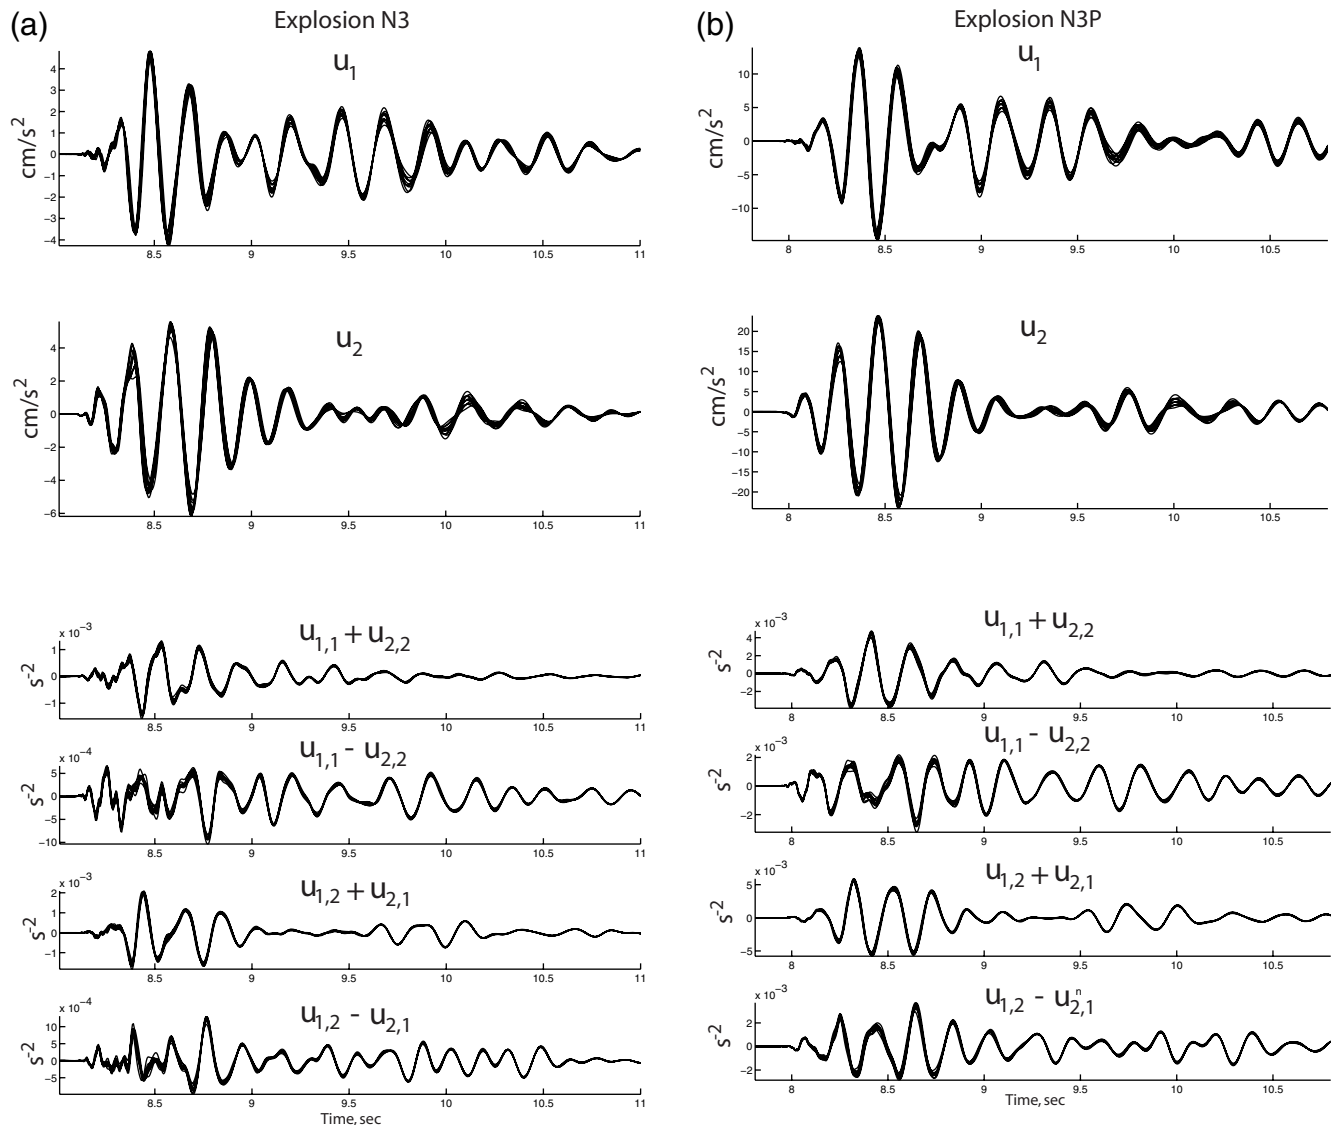 (a) Explosion N3
u1
cm/s2
4
3
2
1
0
−1
−2
−3
−4
8.5 9 9.5 10 10.5 11
u2
cm/s2
4
2
0
−2
−4
−6
8.5 9 9.5 10 10.5 11
x 10−3
u1,1 + u2,2
s-2
1
0
−1
8.5 9 9.5 10 10.5 11
x 10−4
u1,1 - u2,2
s-2
5
0
−5
−10
8.5 9 9.5 10 10.5 11
x 10−3
u1,2 + u2,1
s-2
2
1
0
−1
8.5 9 9.5 10 10.5 11
x 10−4
u1,2 - u2,1
s-2
10
5
0
−5
8.5 9 9.5 10 10.5 11
Time, sec
(b) Explosion N3P
u1
cm/s2
10
5
0
−5
−10
8 8.5 9 9.5 10 10.5
u2
cm/s2
20
15
10
5
0
−5
−10
−15
−20
8 8.5 9 9.5 10 10.5
x 10−3
u1,1 + u2,2
s-2
4
2
0
−2
8 8.5 9 9.5 10 10.5
x 10−3
u1,1 - u2,2
s-2
2
0
−2
8 8.5 9 9.5 10 10.5
x 10−3
u1,2 + u2,1
s-2
5
0
−5
8 8.5 9 9.5 10 10.5
x 10−3
u1,2 - u2,1 n
s-2
2
0
−2
8 8.5 9 9.5 10 10.5
Time, sec